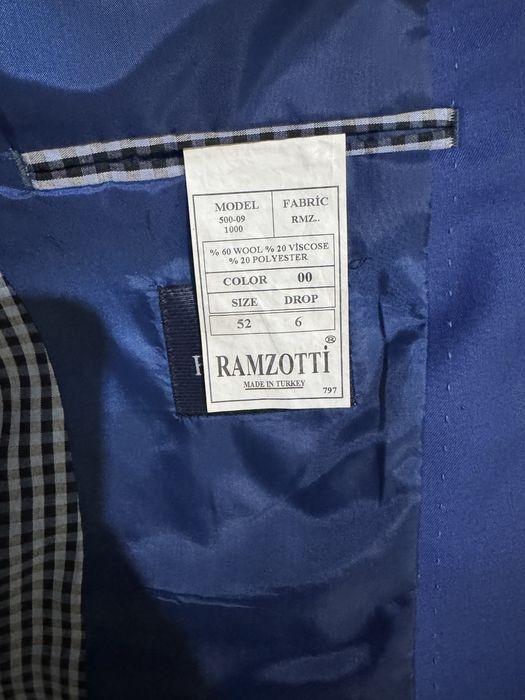 MODEL FABRİC
500-09 RMZ..
1000
% 60 WOOL % 20 VİSCOSE
% 20 POLYESTER
COLOR 00
SIZE DROP
52 6
RAMZOTTİ®
MADE IN TURKEY
797